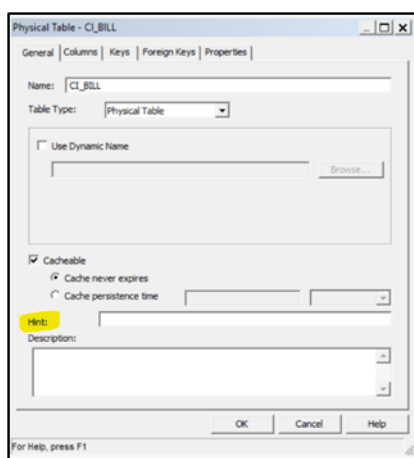 Physical Table - CI_BILL
General Columns Keys Foreign Keys Properties
Name: CI_BILL
Table Type: Physical Table
Use Dynamic Name
Browse...
Cacheable
Cache never expires
Cache persistence time
Hint:
Description:
OK Cancel Help
For Help, press F1